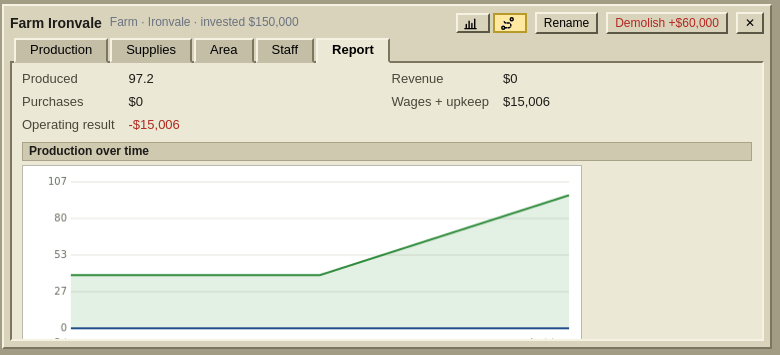 Farm Ironvale Farm · Ironvale · invested $150,000 Rename Demolish +$60,000 ✕
Production Supplies Area Staff Report
Produced 97.2 Revenue $0
Purchases $0 Wages + upkeep $15,006
Operating result -$15,006
Production over time
107
80
53
27
0